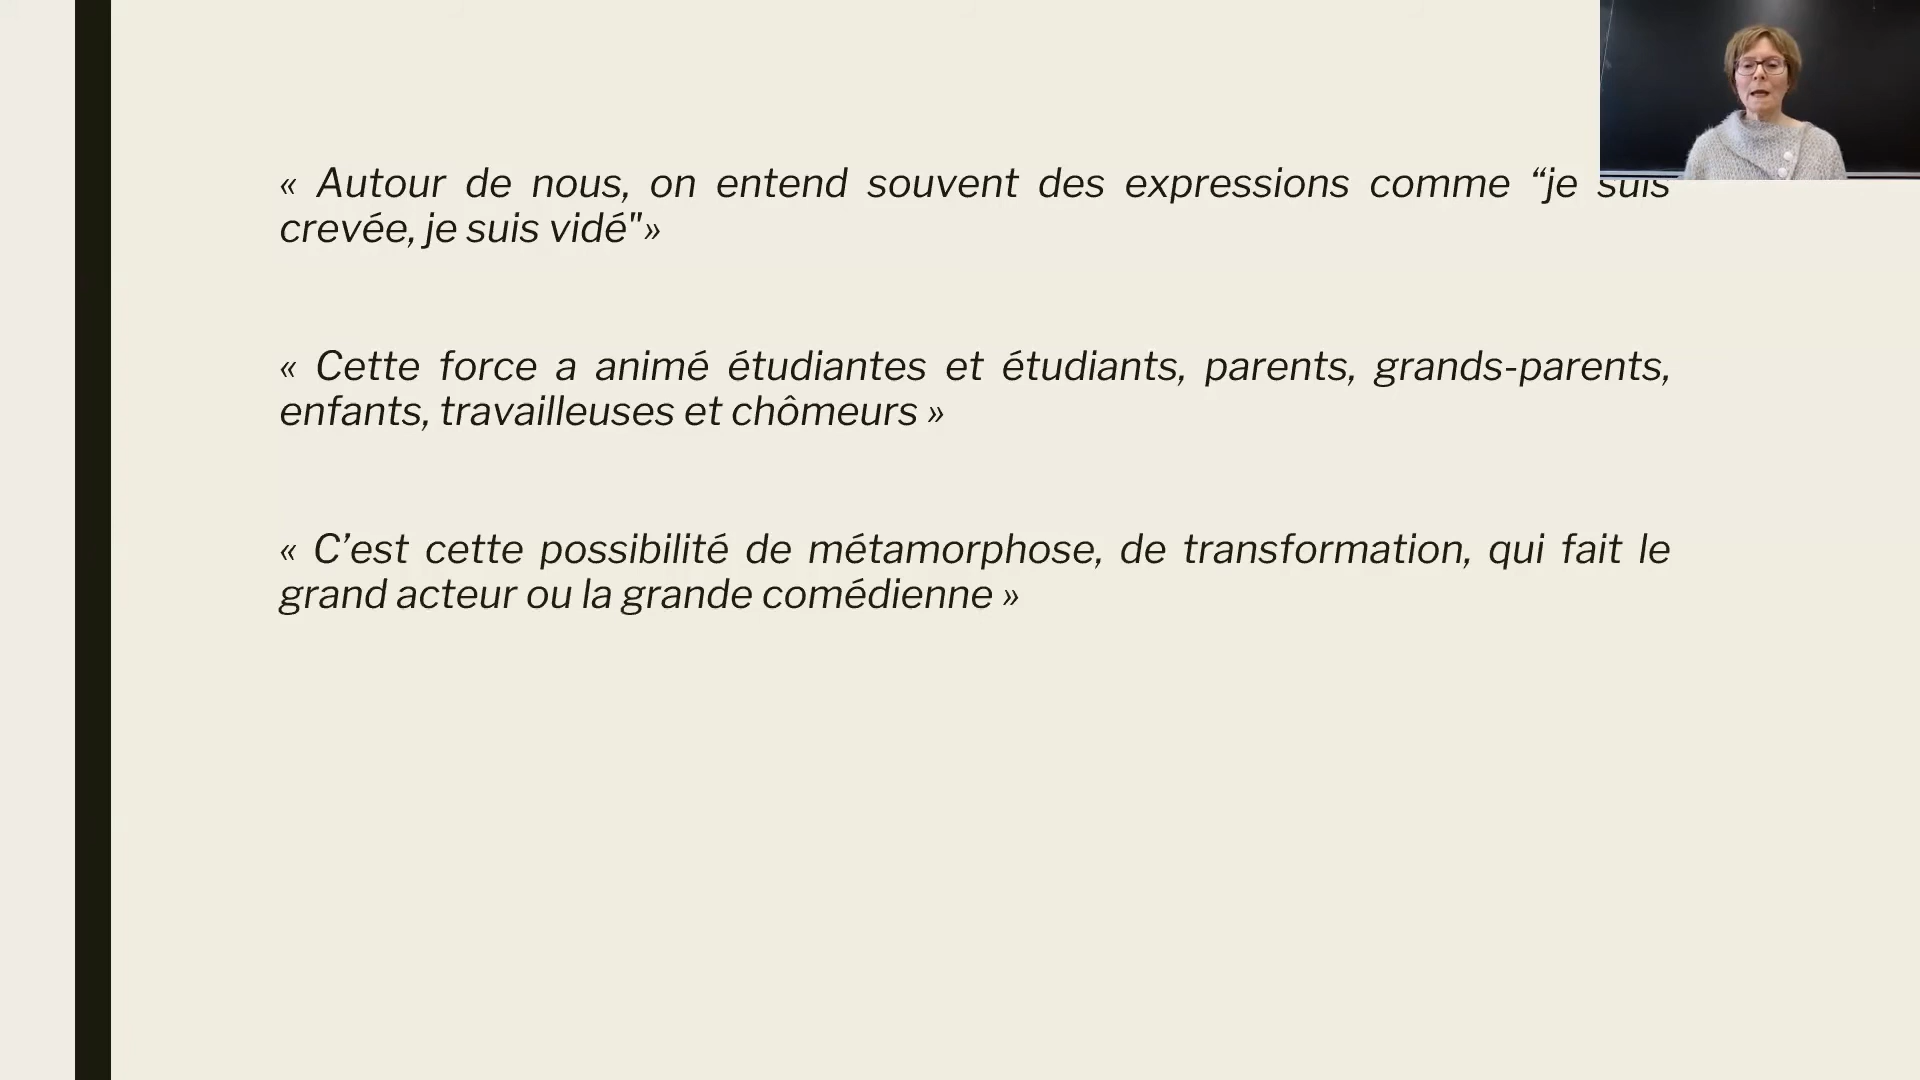 « Autour de nous, on entend souvent des expressions comme “je suis
crevée, je suis vidé"»
« Cette force a animé étudiantes et étudiants, parents, grands-parents,
enfants, travailleuses et chômeurs »
« C’est cette possibilité de métamorphose, de transformation, qui fait le
grand acteur ou la grande comédienne »